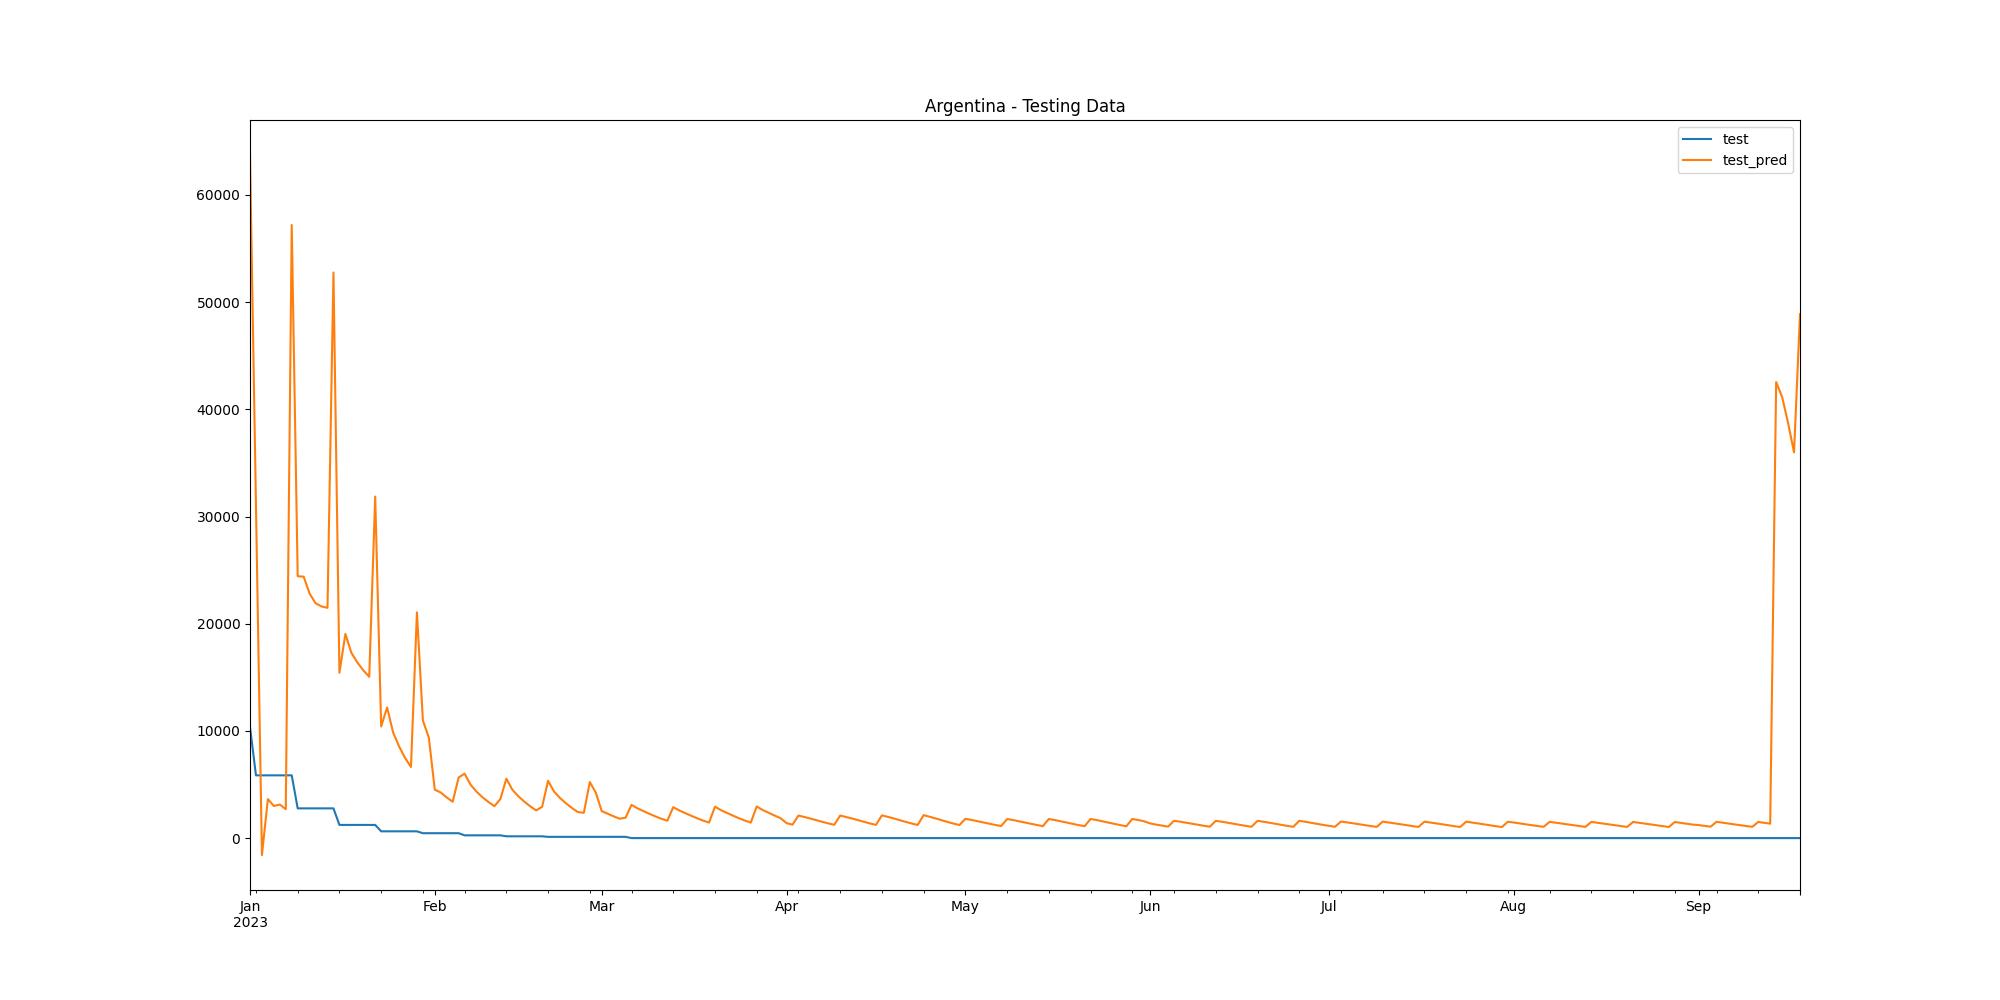 Argentina - Testing Data
test
test_pred
60000
50000
40000
30000
20000
10000
0
Jan Feb Mar Apr May Jun Jul Aug Sep
2023